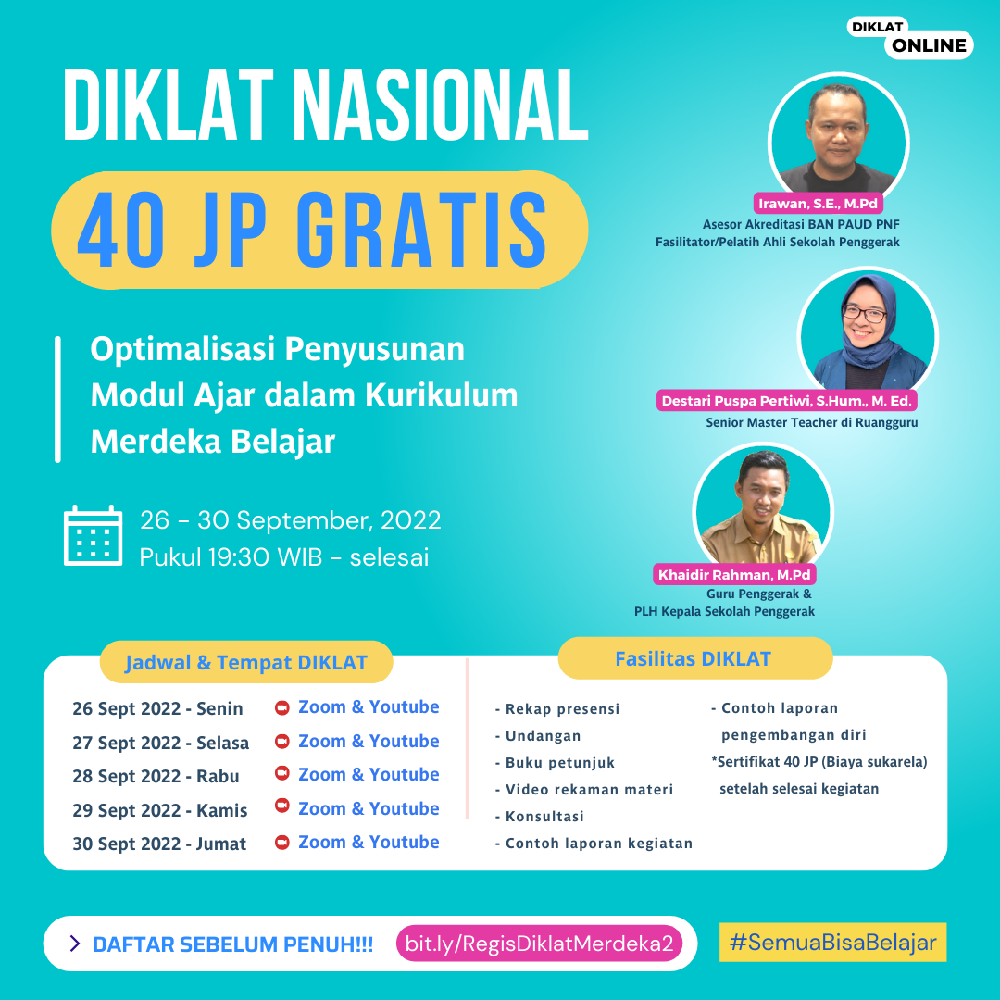 DIKLAT
ONLINE
DIKLAT NASIONAL
40 JP GRATIS
Optimalisasi Penyusunan
Modul Ajar dalam Kurikulum
Merdeka Belajar
26 - 30 September, 2022
Pukul 19:30 WIB - selesai
Irawan, S.E., M.Pd
Asesor Akreditasi BAN PAUD PNF
Fasilitator/Pelatih Ahli Sekolah Penggerak
Destari Puspa Pertiwi, S.Hum., M. Ed.
Senior Master Teacher di Ruangguru
Khaidir Rahman, M.Pd
Guru Penggerak &
PLH Kepala Sekolah Penggerak
Jadwal & Tempat DIKLAT
26 Sept 2022 - Senin Zoom & Youtube
27 Sept 2022 - Selasa Zoom & Youtube
28 Sept 2022 - Rabu Zoom & Youtube
29 Sept 2022 - Kamis Zoom & Youtube
30 Sept 2022 - Jumat Zoom & Youtube
Fasilitas DIKLAT
- Rekap presensi
- Undangan
- Buku petunjuk
- Video rekaman materi
- Konsultasi
- Contoh laporan kegiatan
- Contoh laporan
pengembangan diri
*Sertifikat 40 JP (Biaya sukarela)
setelah selesai kegiatan
DAFTAR SEBELUM PENUH!!!
bit.ly/RegisDiklatMerdeka2
#SemuaBisaBelajar